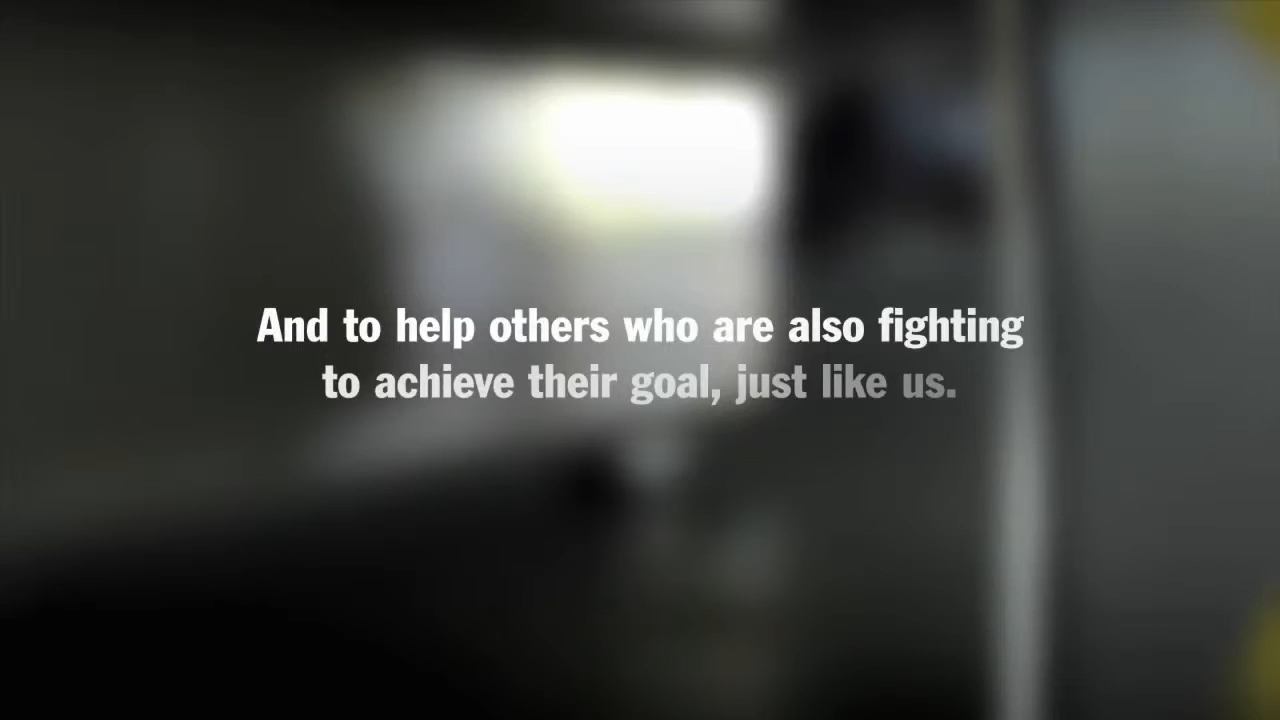 And to help others who are also fighting
to achieve their goal, just like us.